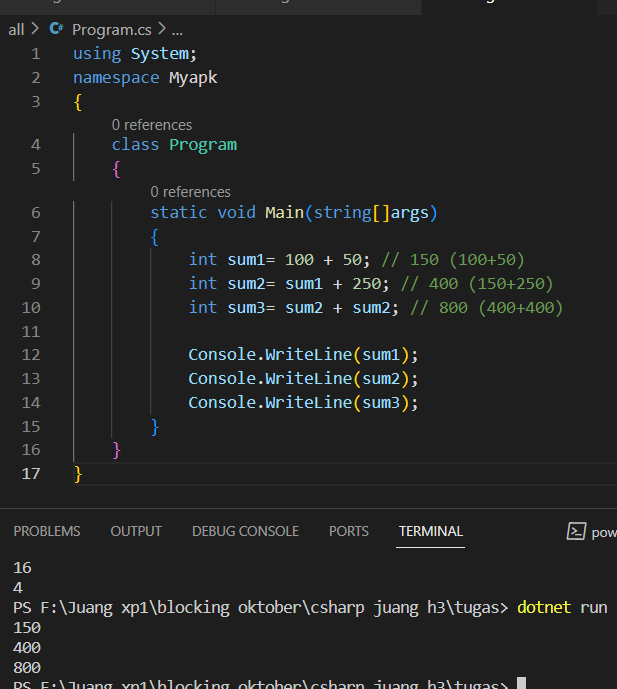 all > Program.cs > ...
1 using System;
2 namespace Myapk
3 {
0 references
4 class Program
5 {
0 references
6 static void Main(string[]args)
7 {
8 int sum1= 100 + 50; // 150 (100+50)
9 int sum2= sum1 + 250; // 400 (150+250)
10 int sum3= sum2 + sum2; // 800 (400+400)
11
12 Console.WriteLine(sum1);
13 Console.WriteLine(sum2);
14 Console.WriteLine(sum3);
15 }
16 }
17 }
PROBLEMS OUTPUT DEBUG CONSOLE PORTS TERMINAL pow
16
4
PS F:\Juang xp1\blocking oktober\csharp juang h3\tugas> dotnet run
150
400
800
PS F:\Juang xp1\blocking oktober\csharp juang h3\tugas>